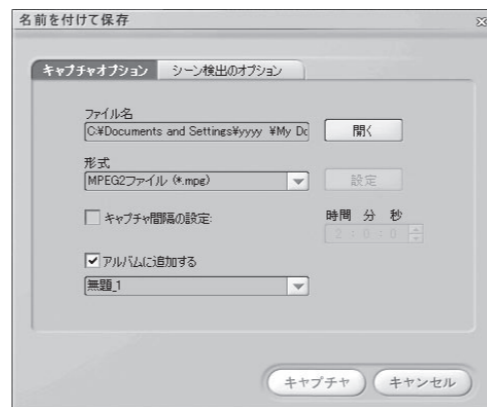 名前を付けて保存
キャプチャオプション シーン検出のオプション
ファイル名
C:¥Documents and Settings¥yyyy ¥My Dc 開く
形式
MPEG2ファイル (*.mpg) 設定
キャプチャ間隔の設定: 時間 分 秒
2 : 0 : 0
アルバムに追加する
無題_1
キャプチャ キャンセル